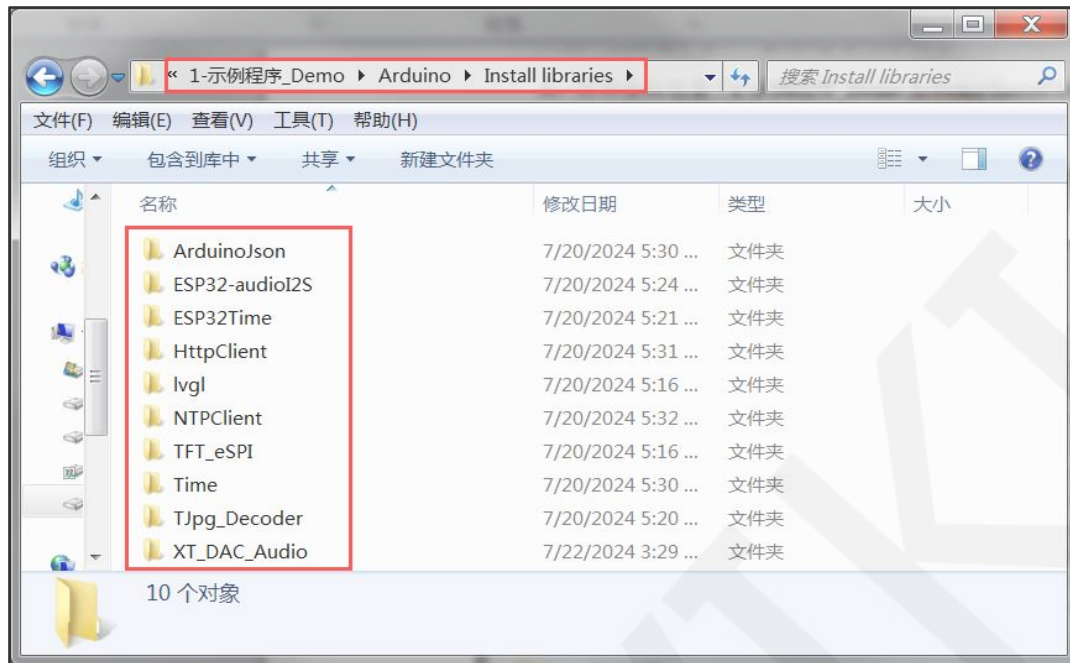 « 1-示例程序_Demo ▸ Arduino ▸ Install libraries ▸ 搜索 Install libraries
文件(F) 编辑(E) 查看(V) 工具(T) 帮助(H)
组织 包含到库中 共享 新建文件夹
名称 修改日期 类型 大小
ArduinoJson 7/20/2024 5:30 ... 文件夹
ESP32-audioI2S 7/20/2024 5:24 ... 文件夹
ESP32Time 7/20/2024 5:21 ... 文件夹
HttpClient 7/20/2024 5:31 ... 文件夹
lvgl 7/20/2024 5:16 ... 文件夹
NTPClient 7/20/2024 5:32 ... 文件夹
TFT_eSPI 7/20/2024 5:16 ... 文件夹
Time 7/20/2024 5:30 ... 文件夹
TJpg_Decoder 7/20/2024 5:20 ... 文件夹
XT_DAC_Audio 7/22/2024 3:29 ... 文件夹
10 个对象